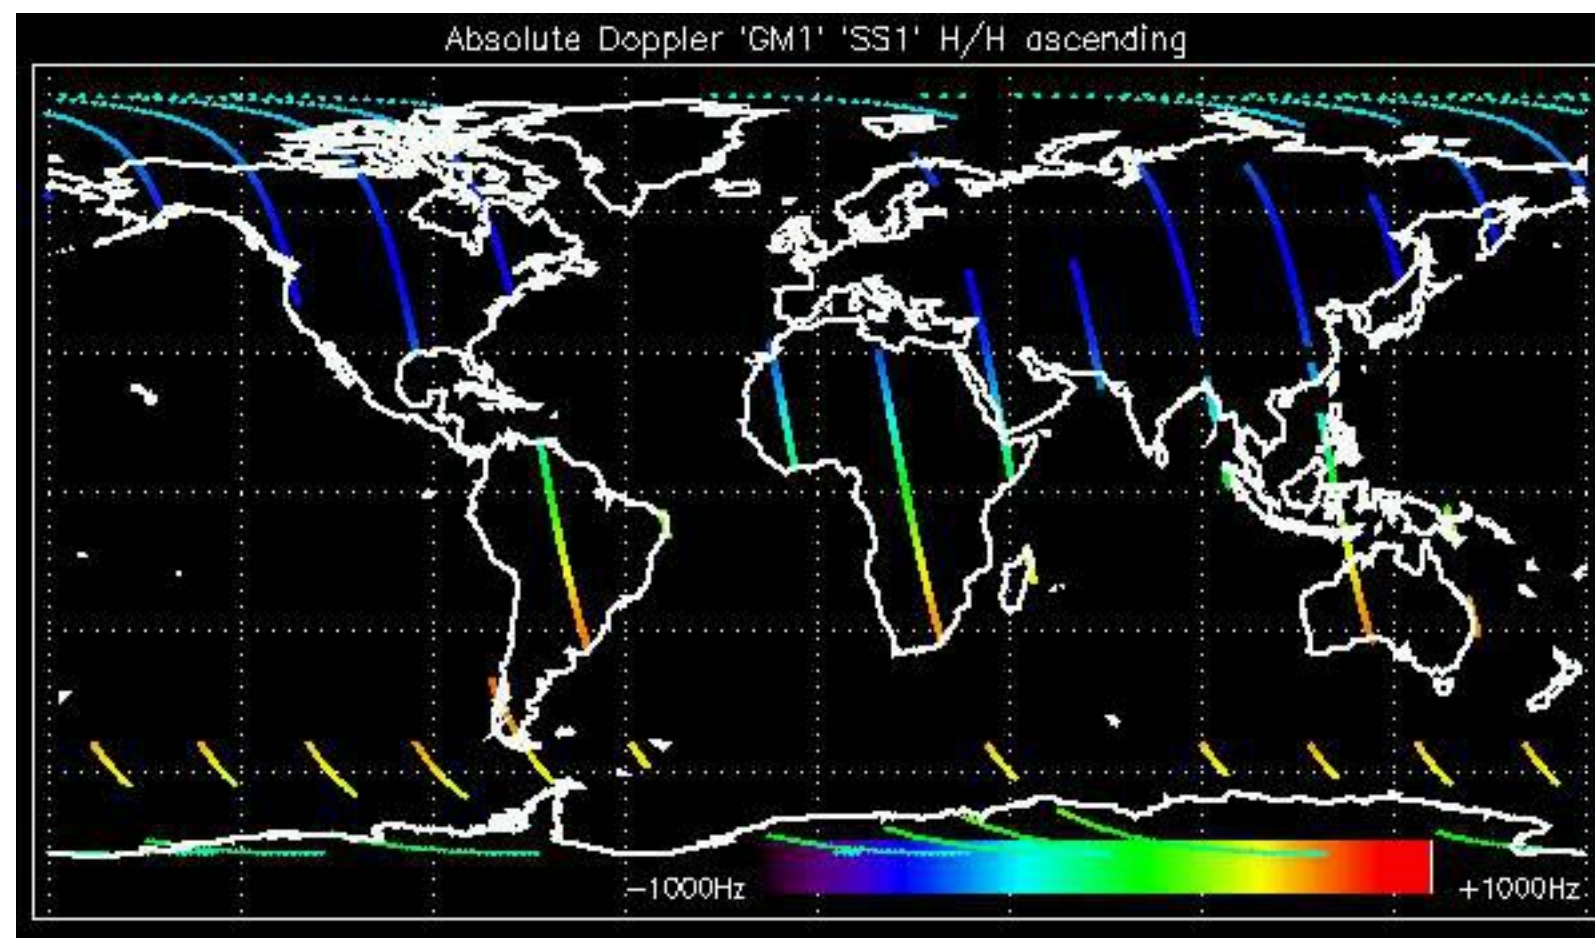 Absolute Doppler 'GM1' 'SS1' H/H ascending
-1000Hz
+1000Hz